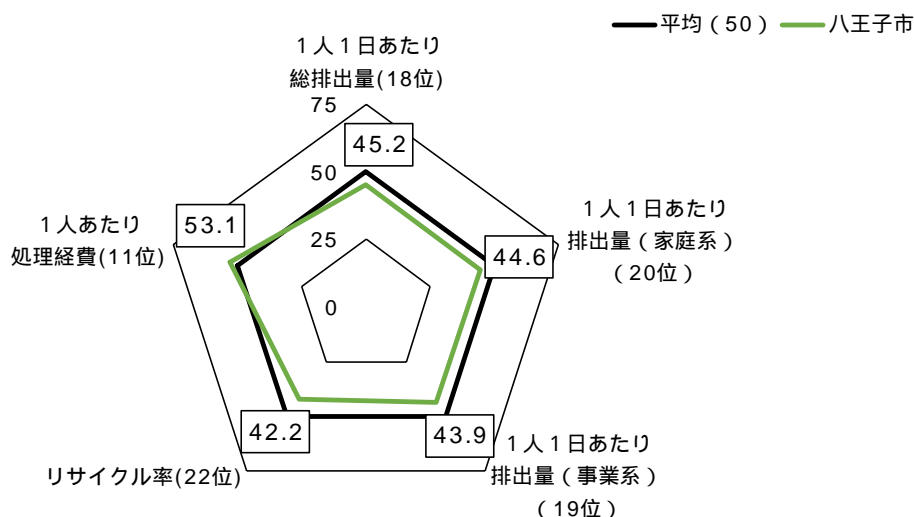 平均（50）
八王子市
１人１日あたり
総排出量(18位)
75
45.2
50
１人１日あたり
排出量（家庭系）
（20位）
44.6
１人あたり
処理経費(11位)
53.1
25
0
42.2
43.9
リサイクル率(22位)
１人１日あたり
排出量（事業系）
（19位）